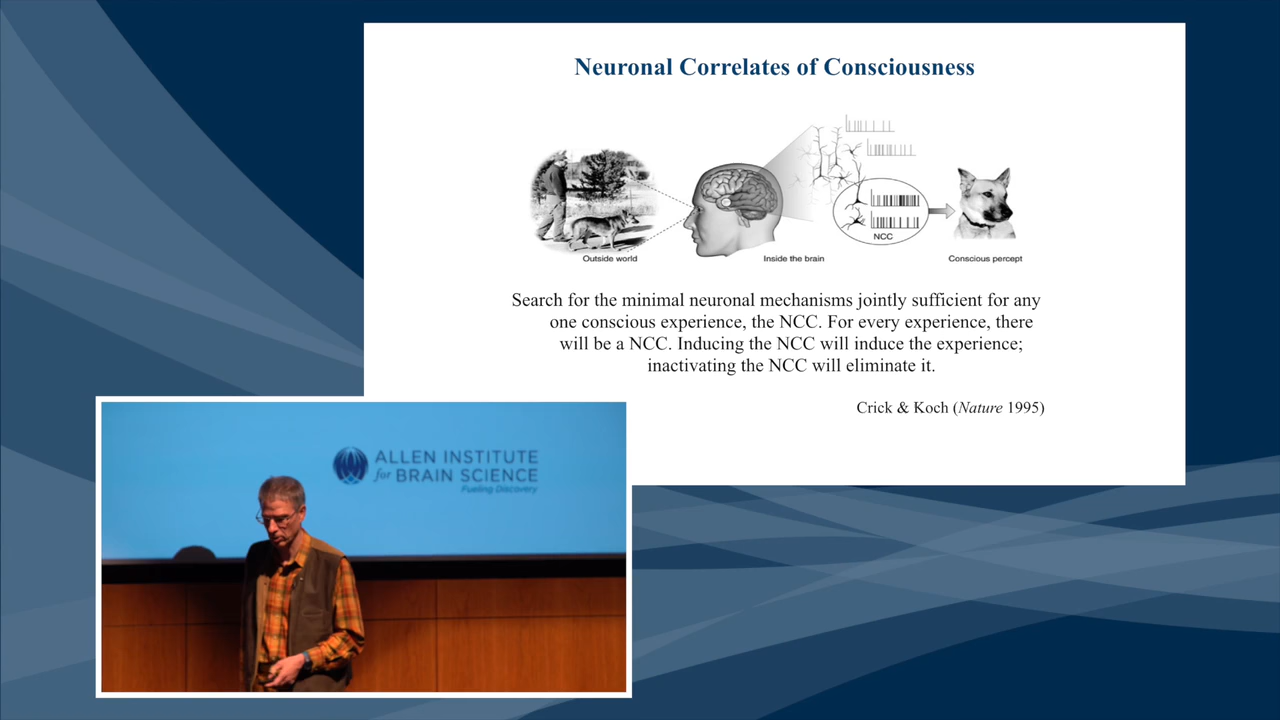 Neuronal Correlates of Consciousness
NCC
Outside world
Inside the brain
Conscious percept
Search for the minimal neuronal mechanisms jointly sufficient for any
one conscious experience, the NCC. For every experience, there
will be a NCC. Inducing the NCC will induce the experience;
inactivating the NCC will eliminate it.
Crick & Koch (Nature 1995)
ALLEN INSTITUTE
for BRAIN SCIENCE
Fueling Discovery